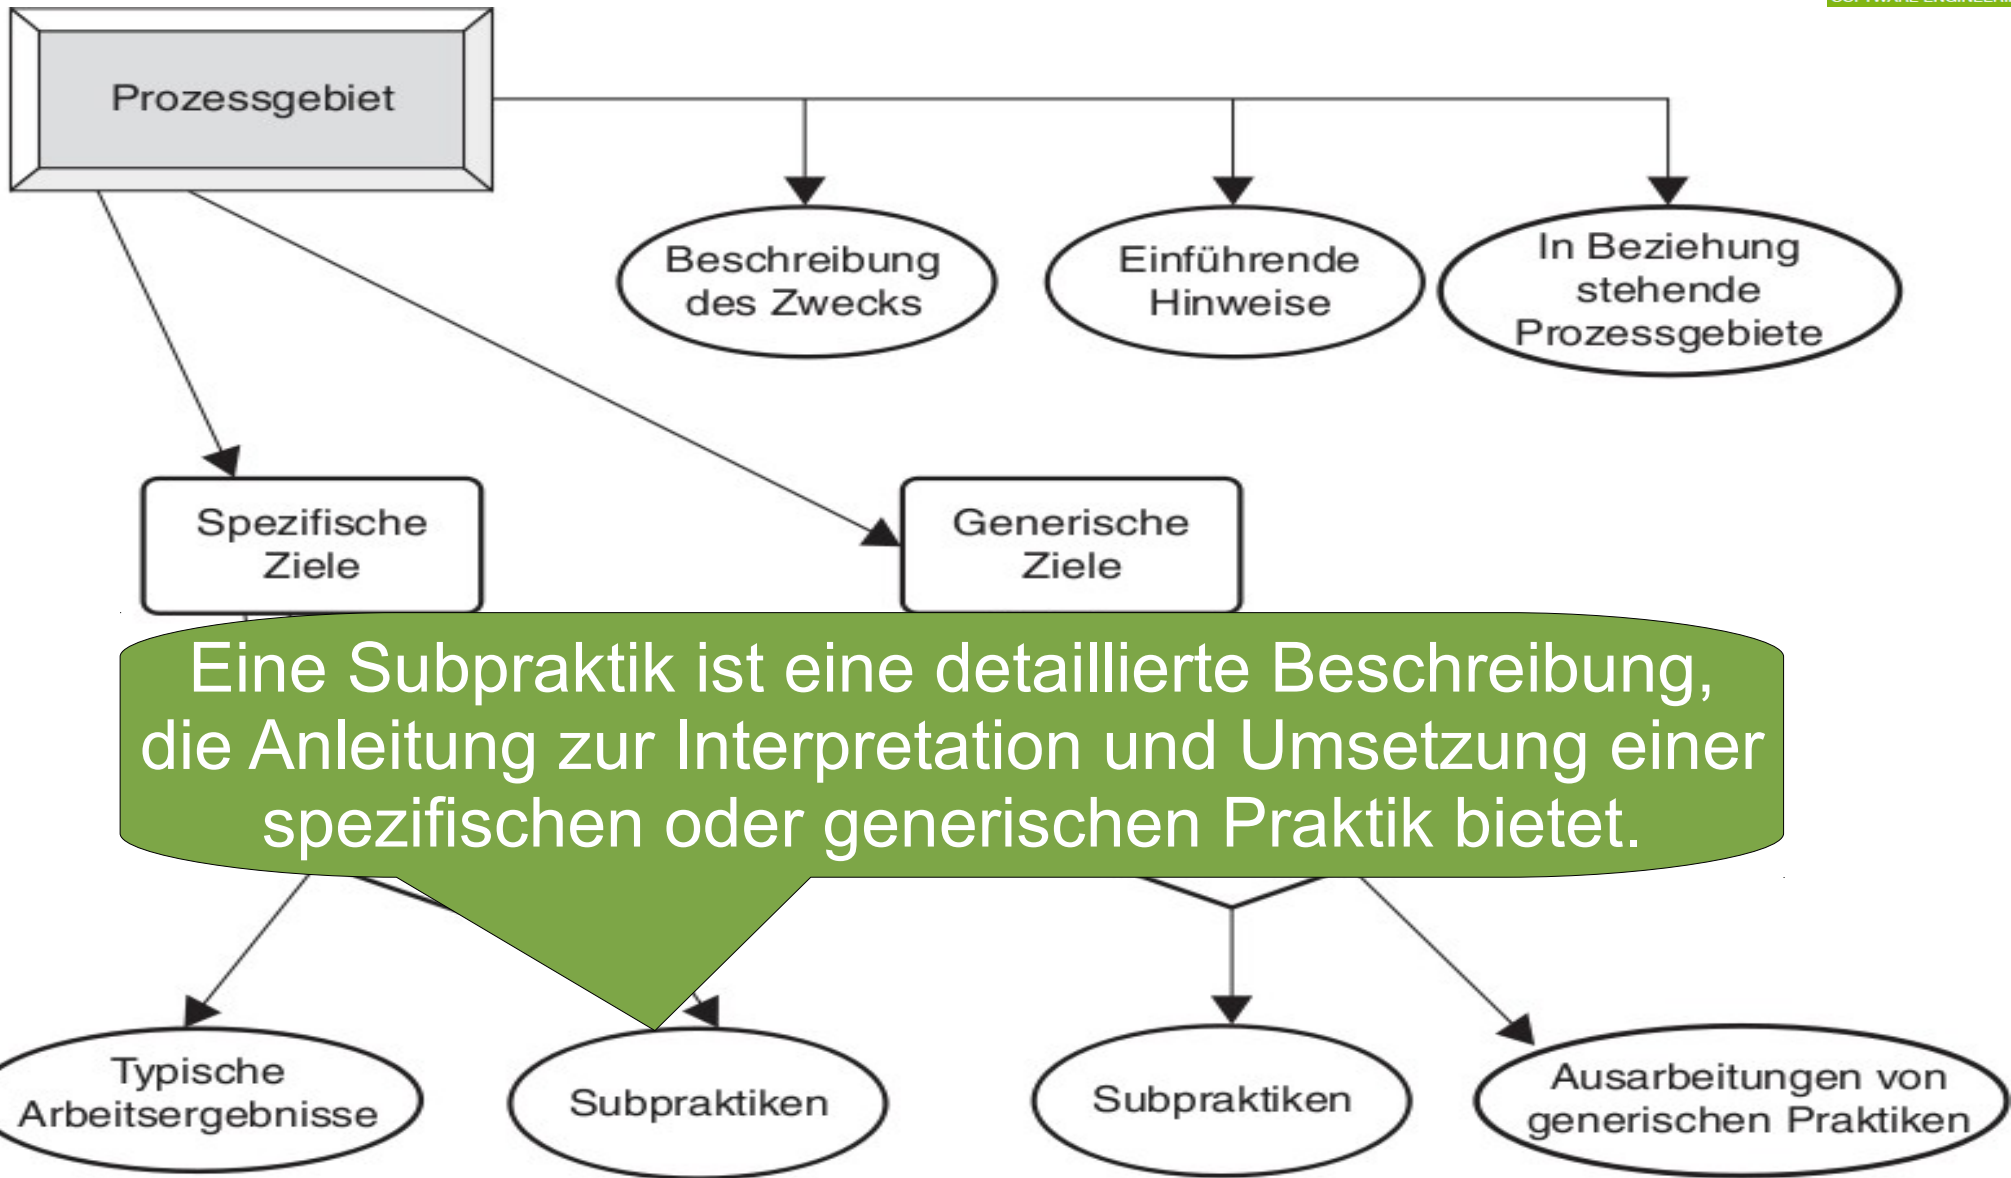 Prozessgebiet
Beschreibung
des Zwecks
Einführende
Hinweise
In Beziehung
stehende
Prozessgebiete
Spezifische
Ziele
Generische
Ziele
Eine Subpraktik ist eine detaillierte Beschreibung,
die Anleitung zur Interpretation und Umsetzung einer
spezifischen oder generischen Praktik bietet.
Typische
Arbeitsergebnisse
Subpraktiken
Subpraktiken
Ausarbeitungen von
generischen Praktiken